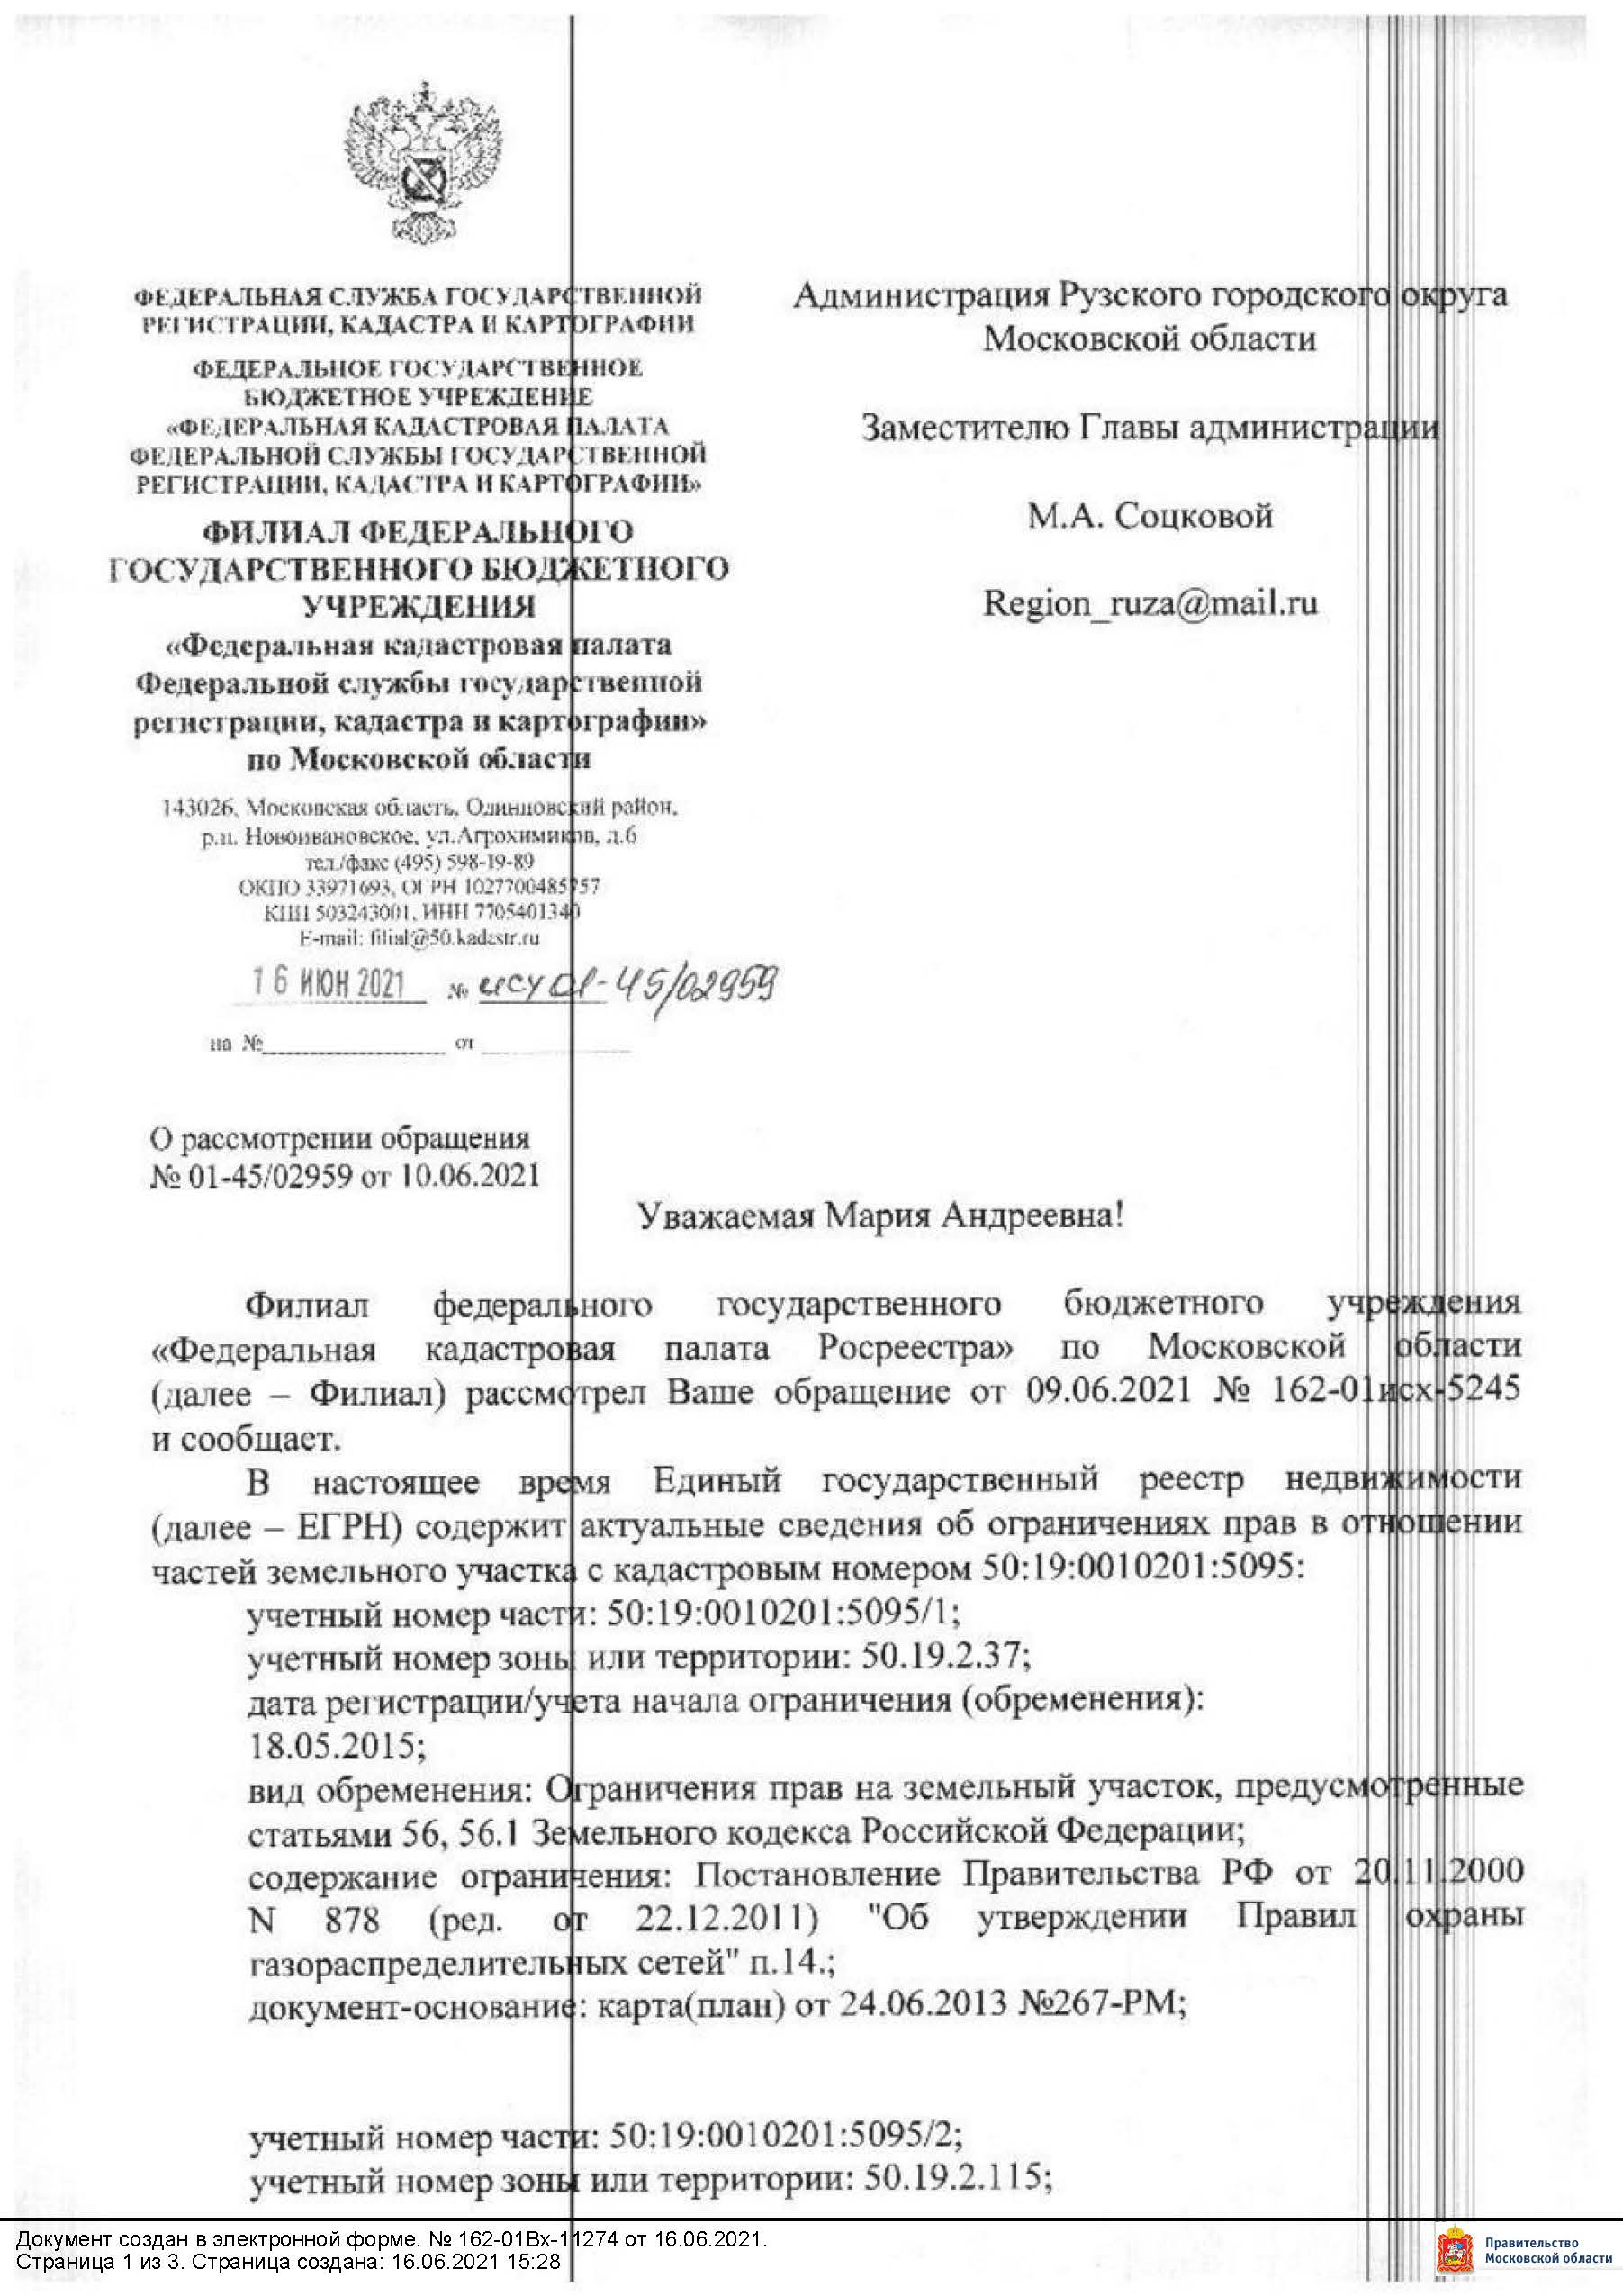 ФЕДЕРАЛЬНАЯ СЛУЖБА ГОСУДАРСТВЕННОЙ
РЕГИСТРАЦИИ, КАДАСТРА И КАРТОГРАФИИ
ФЕДЕРАЛЬНОЕ ГОСУДАРСТВЕННОЕ
БЮДЖЕТНОЕ УЧРЕЖДЕНИЕ
«ФЕДЕРАЛЬНАЯ КАДАСТРОВАЯ ПАЛАТА
ФЕДЕРАЛЬНОЙ СЛУЖБЫ ГОСУДАРСТВЕННОЙ
РЕГИСТРАЦИИ, КАДАСТРА И КАРТОГРАФИИ»
ФИЛИАЛ ФЕДЕРАЛЬНОГО
ГОСУДАРСТВЕННОГО БЮДЖЕТНОГО
УЧРЕЖДЕНИЯ
«Федеральная кадастровая палата
Федеральной службы государственной
регистрации, кадастра и картографии»
по Московской области
143026, Московская область, Одинцовский район,
р.п. Новоивановское, ул.Агрохимиков, д.6
тел./факс (495) 598-19-89
ОКПО 33971693, ОГРН 1027700485757
КПП 503243001, ИНН 7705401340
E-mail: filial@50.kadastr.ru
16 ИЮН 2021 № исх01-45/02959
на № от
Администрация Рузского городского округа
Московской области
Заместителю Главы администрации
М.А. Соцковой
Region_ruza@mail.ru
О рассмотрении обращения
№ 01-45/02959 от 10.06.2021
Уважаемая Мария Андреевна!
Филиал федерального государственного бюджетного учреждения
«Федеральная кадастровая палата Росреестра» по Московской области
(далее – Филиал) рассмотрел Ваше обращение от 09.06.2021 № 162-01исх-5245
и сообщает.
В настоящее время Единый государственный реестр недвижимости
(далее – ЕГРН) содержит актуальные сведения об ограничениях прав в отношении
частей земельного участка с кадастровым номером 50:19:0010201:5095:
учетный номер части: 50:19:0010201:5095/1;
учетный номер зоны или территории: 50.19.2.37;
дата регистрации/учета начала ограничения (обременения):
18.05.2015;
вид обременения: Ограничения прав на земельный участок, предусмотренные
статьями 56, 56.1 Земельного кодекса Российской Федерации;
содержание ограничения: Постановление Правительства РФ от 20.11.2000
N 878 (ред. от 22.12.2011) "Об утверждении Правил охраны
газораспределительных сетей" п.14.;
документ-основание: карта(план) от 24.06.2013 №267-РМ;
учетный номер части: 50:19:0010201:5095/2;
учетный номер зоны или территории: 50.19.2.115;
Документ создан в электронной форме. № 162-01Вх-11274 от 16.06.2021.
Страница 1 из 3. Страница создана: 16.06.2021 15:28
Правительство
Московской области